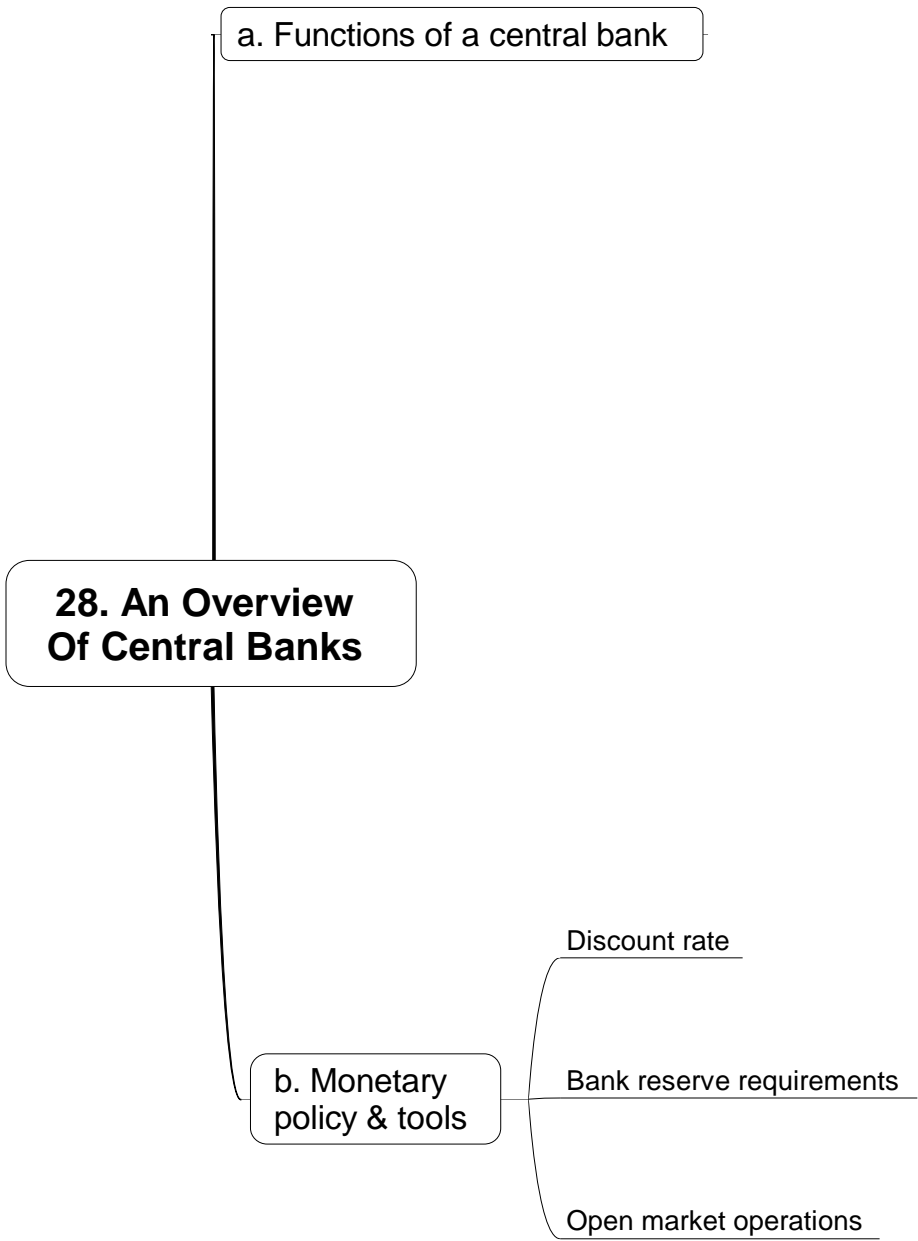 a. Functions of a central bank
28. An Overview
Of Central Banks
b. Monetary
policy & tools
Discount rate
Bank reserve requirements
Open market operations